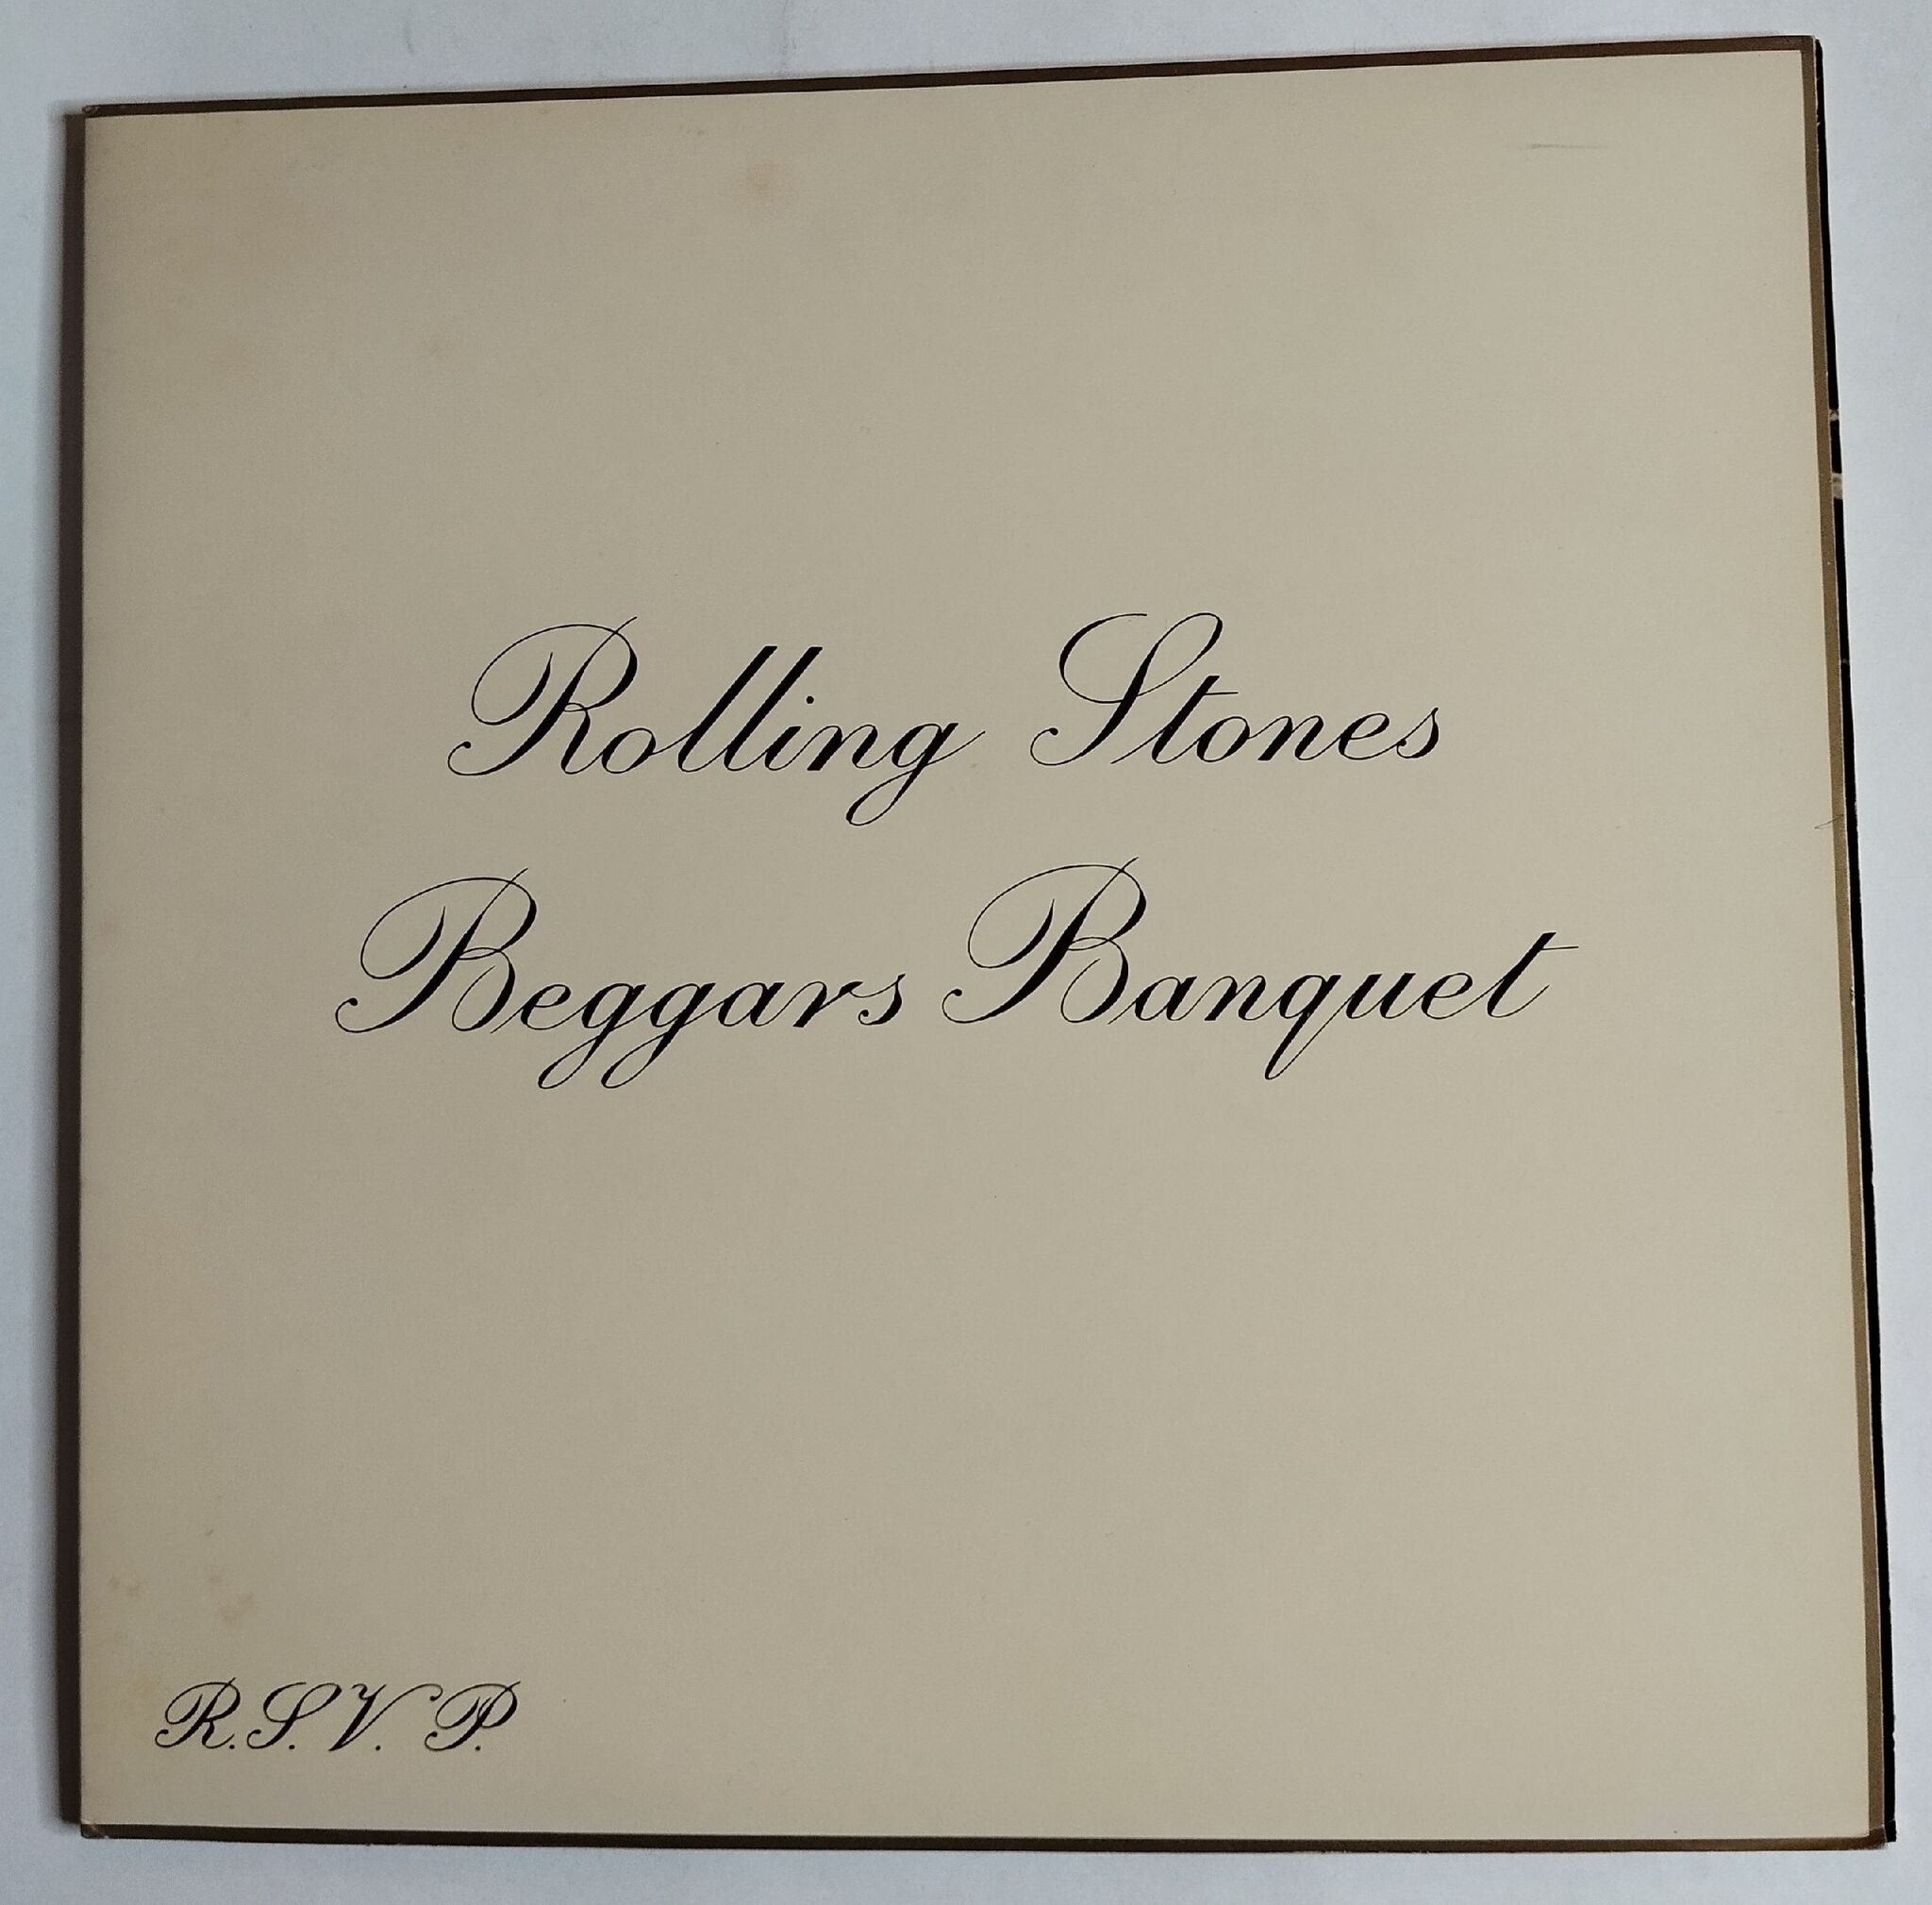 Rolling Stones
Beggars Banquet
R.S.V.P.